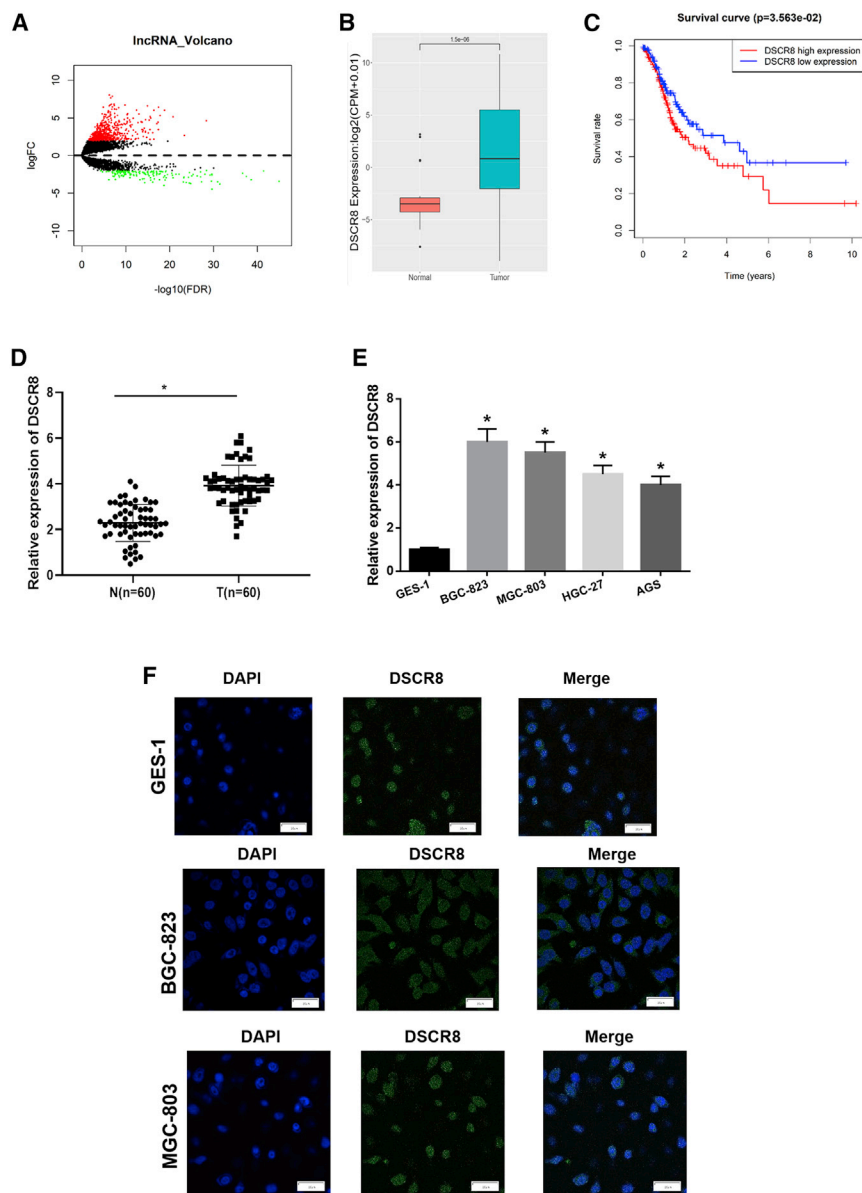 A
lncRNA_Volcano
logFC
10
5
0
-5
-10
0 10 20 30 40
-log10(FDR)
B
1.5e-06
DSCR8 Expression:log2(CPM+0.01)
10
5
0
-5
Normal Tumor
C
Survival curve (p=3.563e-02)
DSCR8 high expression
DSCR8 low expression
Survival rate
1.0
0.8
0.6
0.4
0.2
0.0
0 2 4 6 8 10
Time (years)
D
*
Relative expression of DSCR8
8
6
4
2
0
N(n=60) T(n=60)
E
Relative expression of DSCR8
8
6
4
2
0
* * * *
GES-1 BGC-823 MGC-803 HGC-27 AGS
F
DAPI DSCR8 Merge
GES-1
DAPI DSCR8 Merge
BGC-823
DAPI DSCR8 Merge
MGC-803